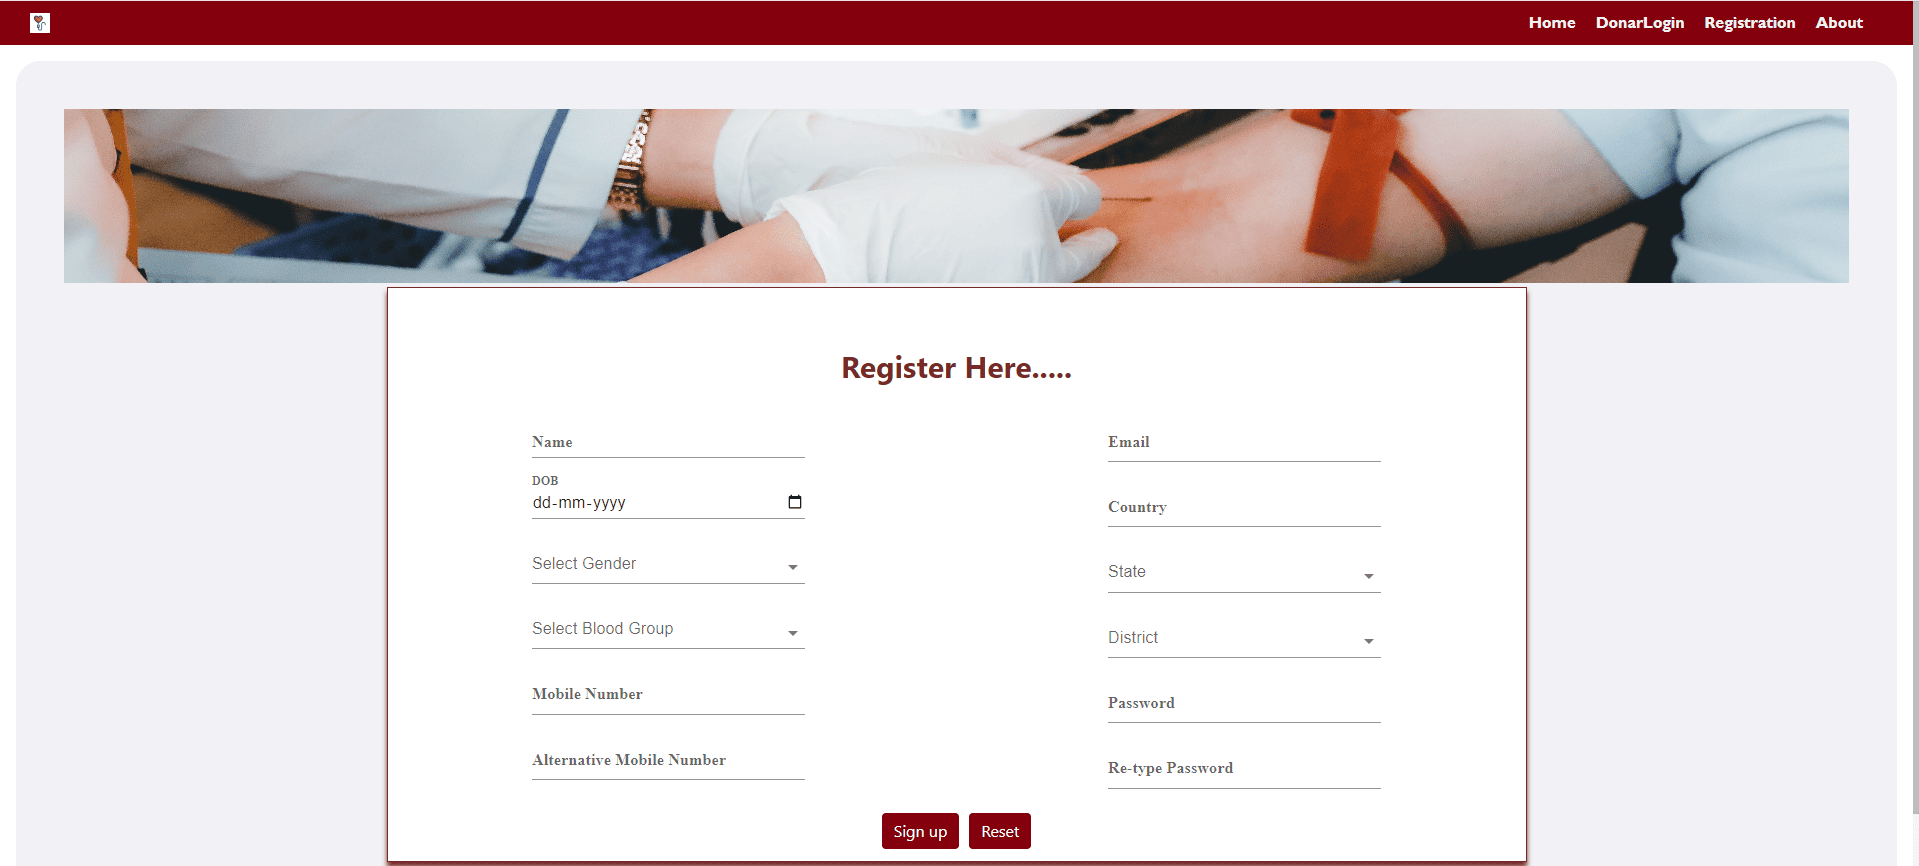 Home DonarLogin Registration About
Register Here.....
Name
Email
DOB
dd-mm-yyyy
Country
Select Gender
State
Select Blood Group
District
Mobile Number
Password
Alternative Mobile Number
Re-type Password
Sign up Reset